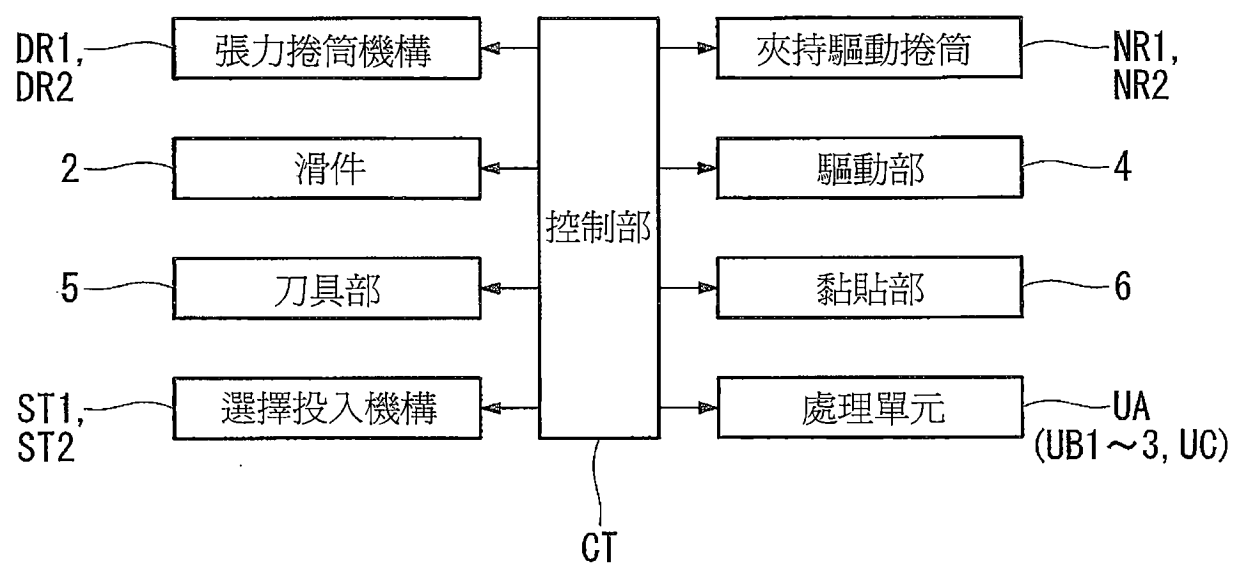 DR1,
DR2
張力捲筒機構
夾持驅動捲筒
NR1,
NR2
2
滑件
驅動部
4
控制部
5
刀具部
黏貼部
6
ST1,
ST2
選擇投入機構
處理單元
UA
(UB1～3, UC)
CT